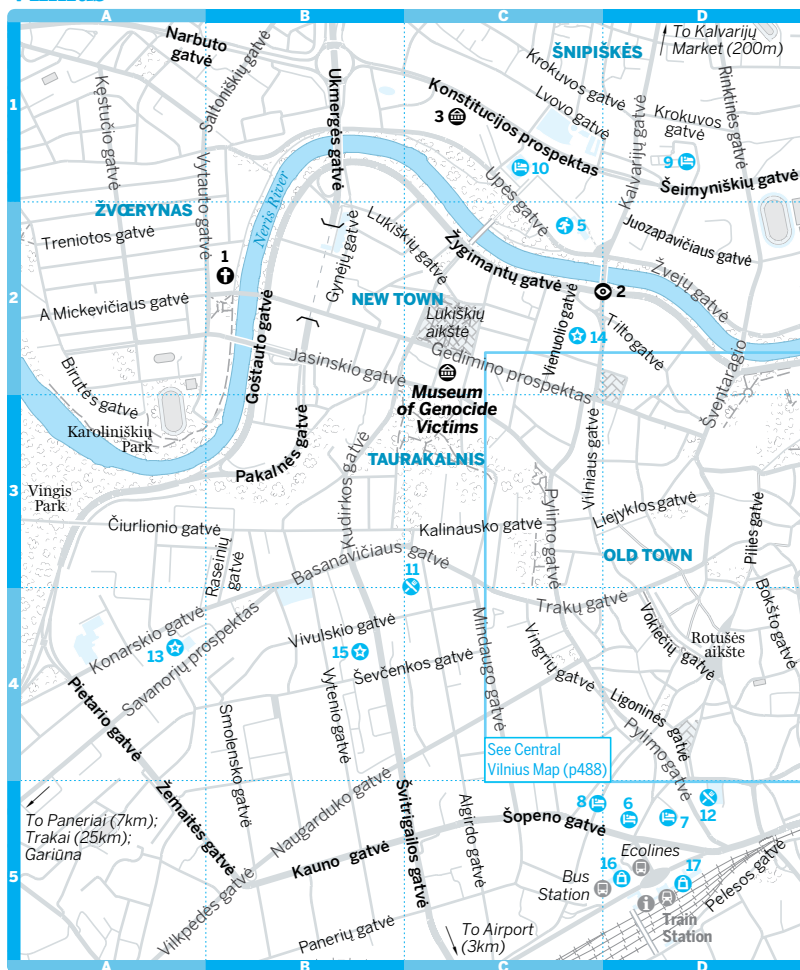 A
B
C
D
To Kalvarijų
Market (200m)
Narbuto
gatvė
ŠNIPIŠKĖS
Saltoniškių gatvė
Kęstučio gatvė
Ukmergės gatvė
Krokuvos gatvė
Lvovo gatvė
Konstitucijos prospektas
Rinktinės gatvė
Krokuvos
gatvė
1
3
10
9
Kalvarijų gatvė
Šeimyniškių gatvė
Upės gatvė
Vytauto gatvė
Neris River
ŽVŒRYNAS
Treniotos gatvė
Lukiškių gatvė
5
Juozapavičiaus gatvė
Žygimantų gatvė
Žvejų gatvė
Gynėjų gatvė
1
2
2
A Mickevičiaus gatvė
NEW TOWN
Lukiškių
aikštė
Vienuolio gatvė
14
Tilto gatvė
Goštauto gatvė
Jasinskio gatvė
Gedimino prospektas
Šventaragio
Birutės gatvė
Museum
of Genocide
Victims
Karoliniškių
Park
TAURAKALNIS
Pakalnės gatvė
Kudirkos gatvė
Vilniaus gatvė
3
Vingis
Park
Pylimo gatvė
Liejyklos gatvė
Pilies gatvė
Čiurlionio gatvė
Kalinausko gatvė
OLD TOWN
Raseinių
gatvė
Basanavičiaus gatvė
11
Bokšto gatvė
Trakų gatvė
Konarskio gatvė
13
Savanorių prospektas
Vivulskio gatvė
15
Ševčenkos gatvė
Mindaugo gatvė
Vingrių gatvė
Vokiečių gatvė
Rotušės
aikšte
4
Pietario gatvė
Vytenio gatvė
Smolensko gatvė
Ligoninės gatvė
Pylimo gatvė
See Central
Vilnius Map (p488)
Žemaitės gatvė
Naugarduko gatvė
Švitrigailos gatvė
Algirdo gatvė
8
6
7
12
Šopeno gatvė
To Paneriai (7km);
Trakai (25km);
Gariūna
Kauno gatvė
Ecolines
16
17
Bus
Station
5
Vilkpėdės gatvė
Pelesos gatvė
Train
Station
Panerių gatvė
To Airport
(3km)
A
B
C
D